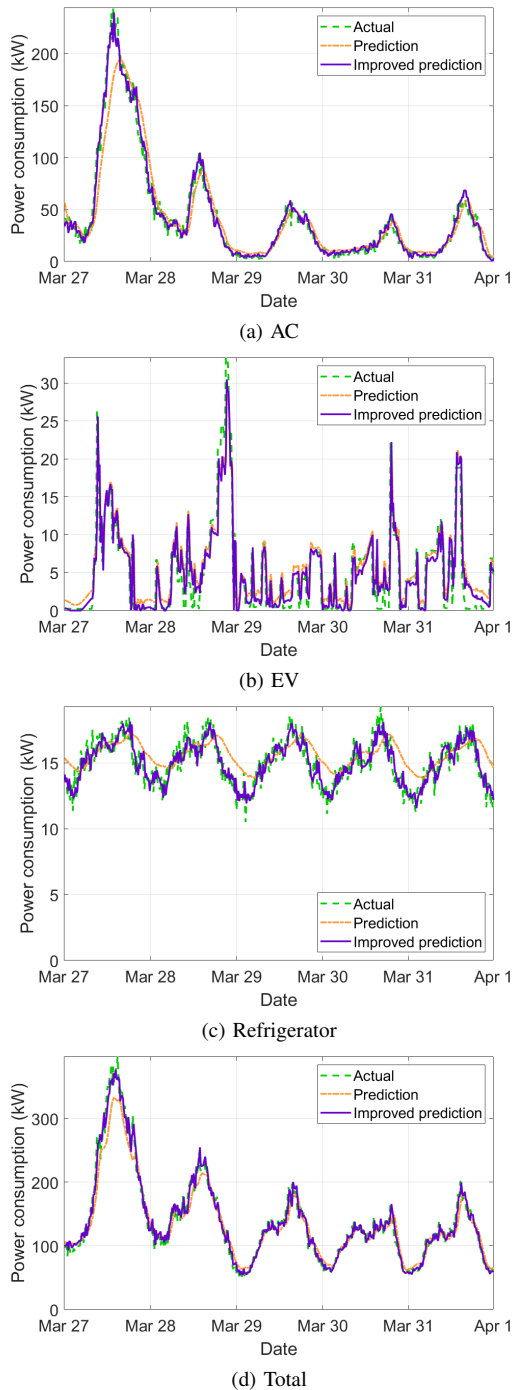 Power consumption (kW)
200
150
100
50
0
Actual
Prediction
Improved prediction
Mar 27 Mar 28 Mar 29 Mar 30 Mar 31 Apr 1
Date
(a) AC
Power consumption (kW)
30
25
20
15
10
5
0
Actual
Prediction
Improved prediction
Mar 27 Mar 28 Mar 29 Mar 30 Mar 31 Apr 1
Date
(b) EV
Power consumption (kW)
15
10
5
0
Actual
Prediction
Improved prediction
Mar 27 Mar 28 Mar 29 Mar 30 Mar 31 Apr 1
Date
(c) Refrigerator
Power consumption (kW)
300
200
100
0
Actual
Prediction
Improved prediction
Mar 27 Mar 28 Mar 29 Mar 30 Mar 31 Apr 1
Date
(d) Total